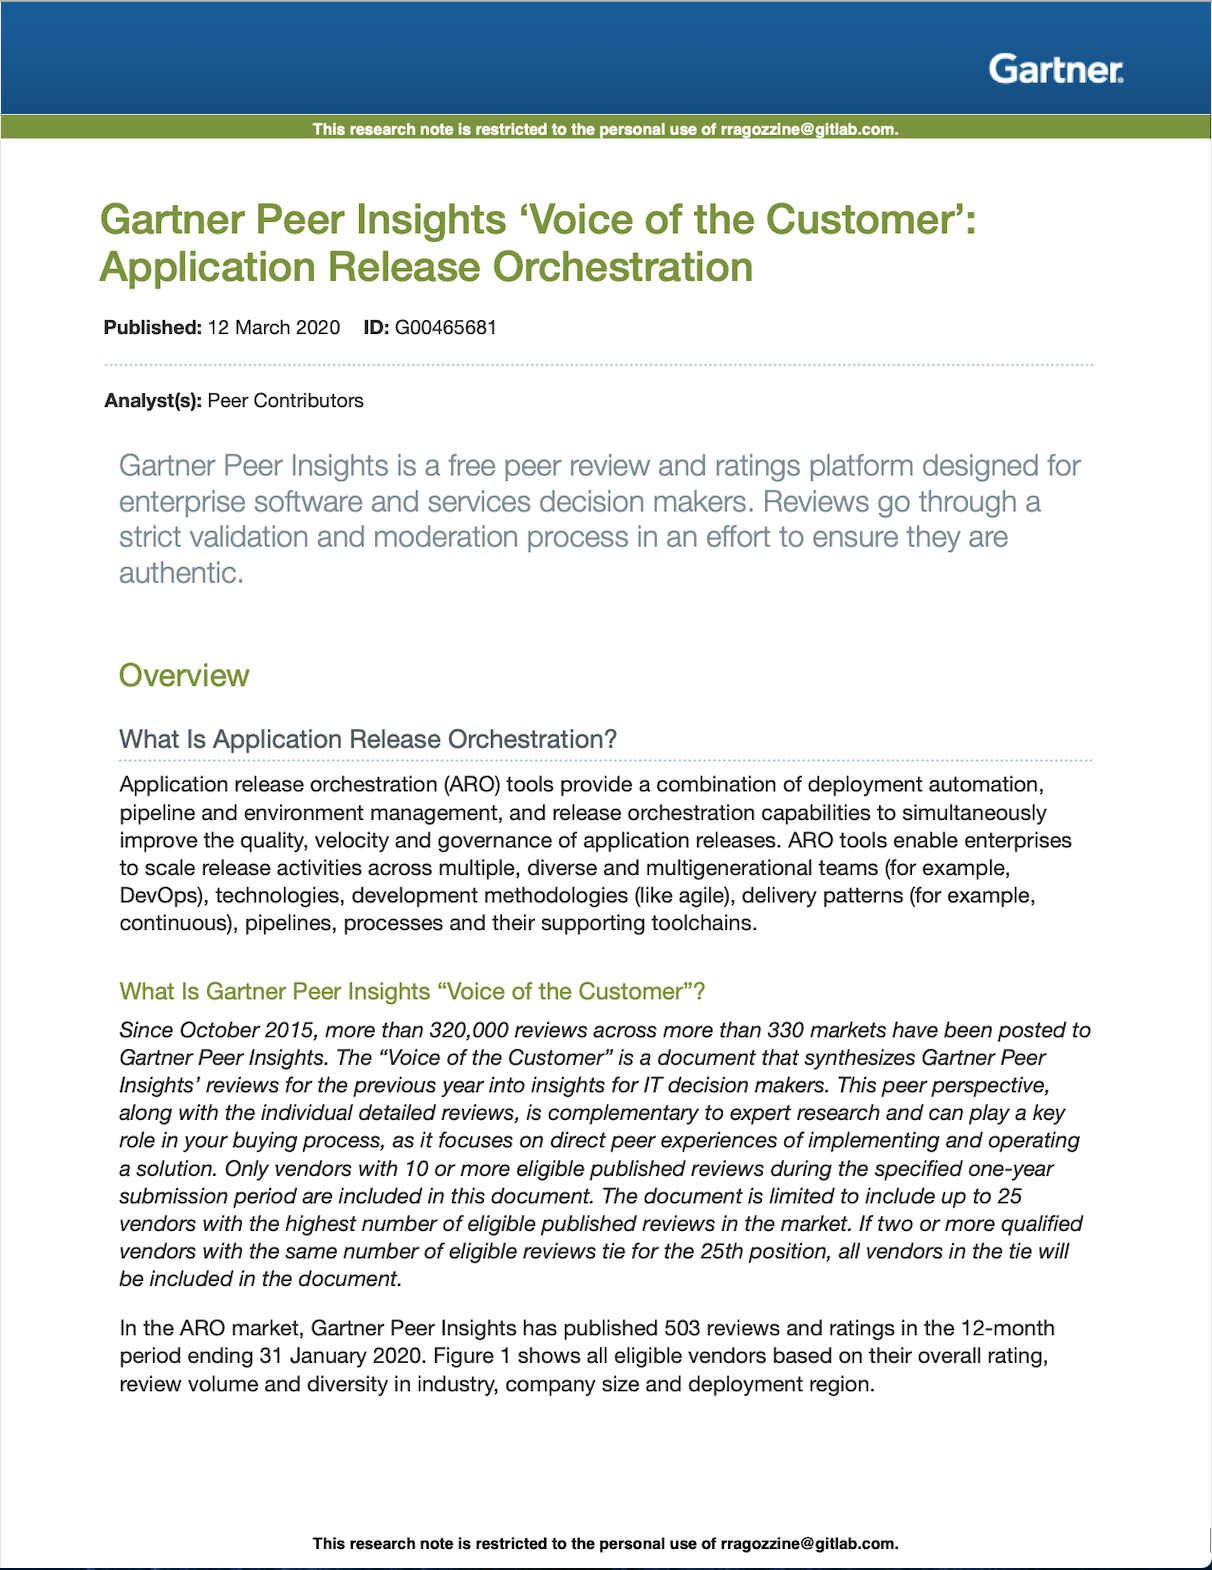 Gartner.
This research note is restricted to the personal use of rragozzine@gitlab.com.
Gartner Peer Insights ‘Voice of the Customer’:
Application Release Orchestration
Published: 12 March 2020 ID: G00465681
Analyst(s): Peer Contributors
Gartner Peer Insights is a free peer review and ratings platform designed for
enterprise software and services decision makers. Reviews go through a
strict validation and moderation process in an effort to ensure they are
authentic.
Overview
What Is Application Release Orchestration?
Application release orchestration (ARO) tools provide a combination of deployment automation,
pipeline and environment management, and release orchestration capabilities to simultaneously
improve the quality, velocity and governance of application releases. ARO tools enable enterprises
to scale release activities across multiple, diverse and multigenerational teams (for example,
DevOps), technologies, development methodologies (like agile), delivery patterns (for example,
continuous), pipelines, processes and their supporting toolchains.
What Is Gartner Peer Insights “Voice of the Customer”?
Since October 2015, more than 320,000 reviews across more than 330 markets have been posted to
Gartner Peer Insights. The “Voice of the Customer” is a document that synthesizes Gartner Peer
Insights’ reviews for the previous year into insights for IT decision makers. This peer perspective,
along with the individual detailed reviews, is complementary to expert research and can play a key
role in your buying process, as it focuses on direct peer experiences of implementing and operating
a solution. Only vendors with 10 or more eligible published reviews during the specified one-year
submission period are included in this document. The document is limited to include up to 25
vendors with the highest number of eligible published reviews in the market. If two or more qualified
vendors with the same number of eligible reviews tie for the 25th position, all vendors in the tie will
be included in the document.
In the ARO market, Gartner Peer Insights has published 503 reviews and ratings in the 12-month
period ending 31 January 2020. Figure 1 shows all eligible vendors based on their overall rating,
review volume and diversity in industry, company size and deployment region.
This research note is restricted to the personal use of rragozzine@gitlab.com.